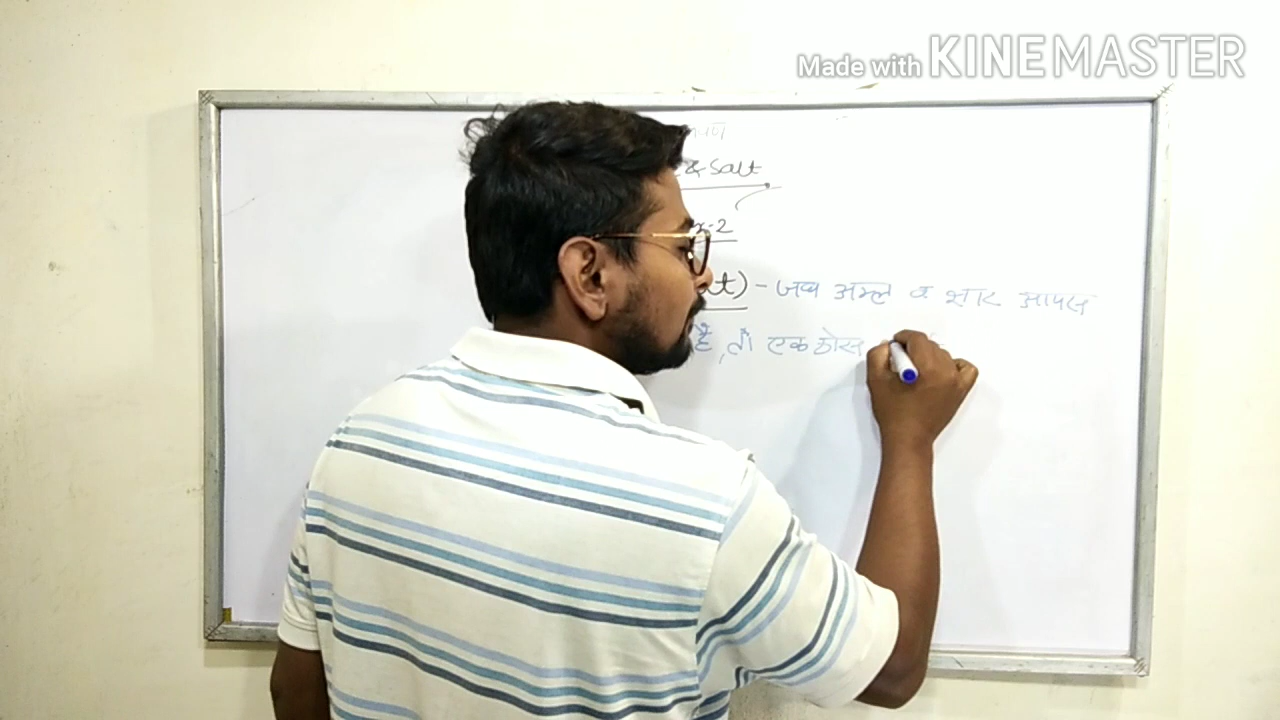 Made with KINEMASTER
& Salt
-2
t) - जब अम्ल व क्षार आपस
है, तो एक ठोस